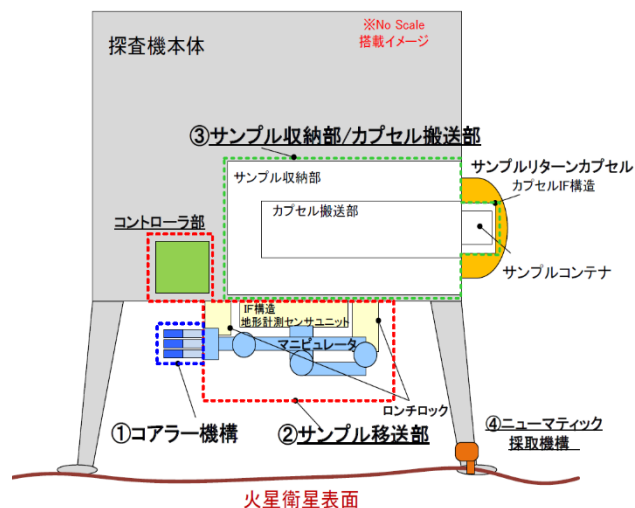 ※No Scale
搭載イメージ
探査機本体
③サンプル収納部/カプセル搬送部
サンプルリターンカプセル
カプセルIF構造
サンプル収納部
カプセル搬送部
コントローラ部
サンプルコンテナ
IF構造
地形計測センサユニット
マニピュレータ
ロンチロック
①コアラー機構
②サンプル移送部
④ニューマティック
採取機構
火星衛星表面